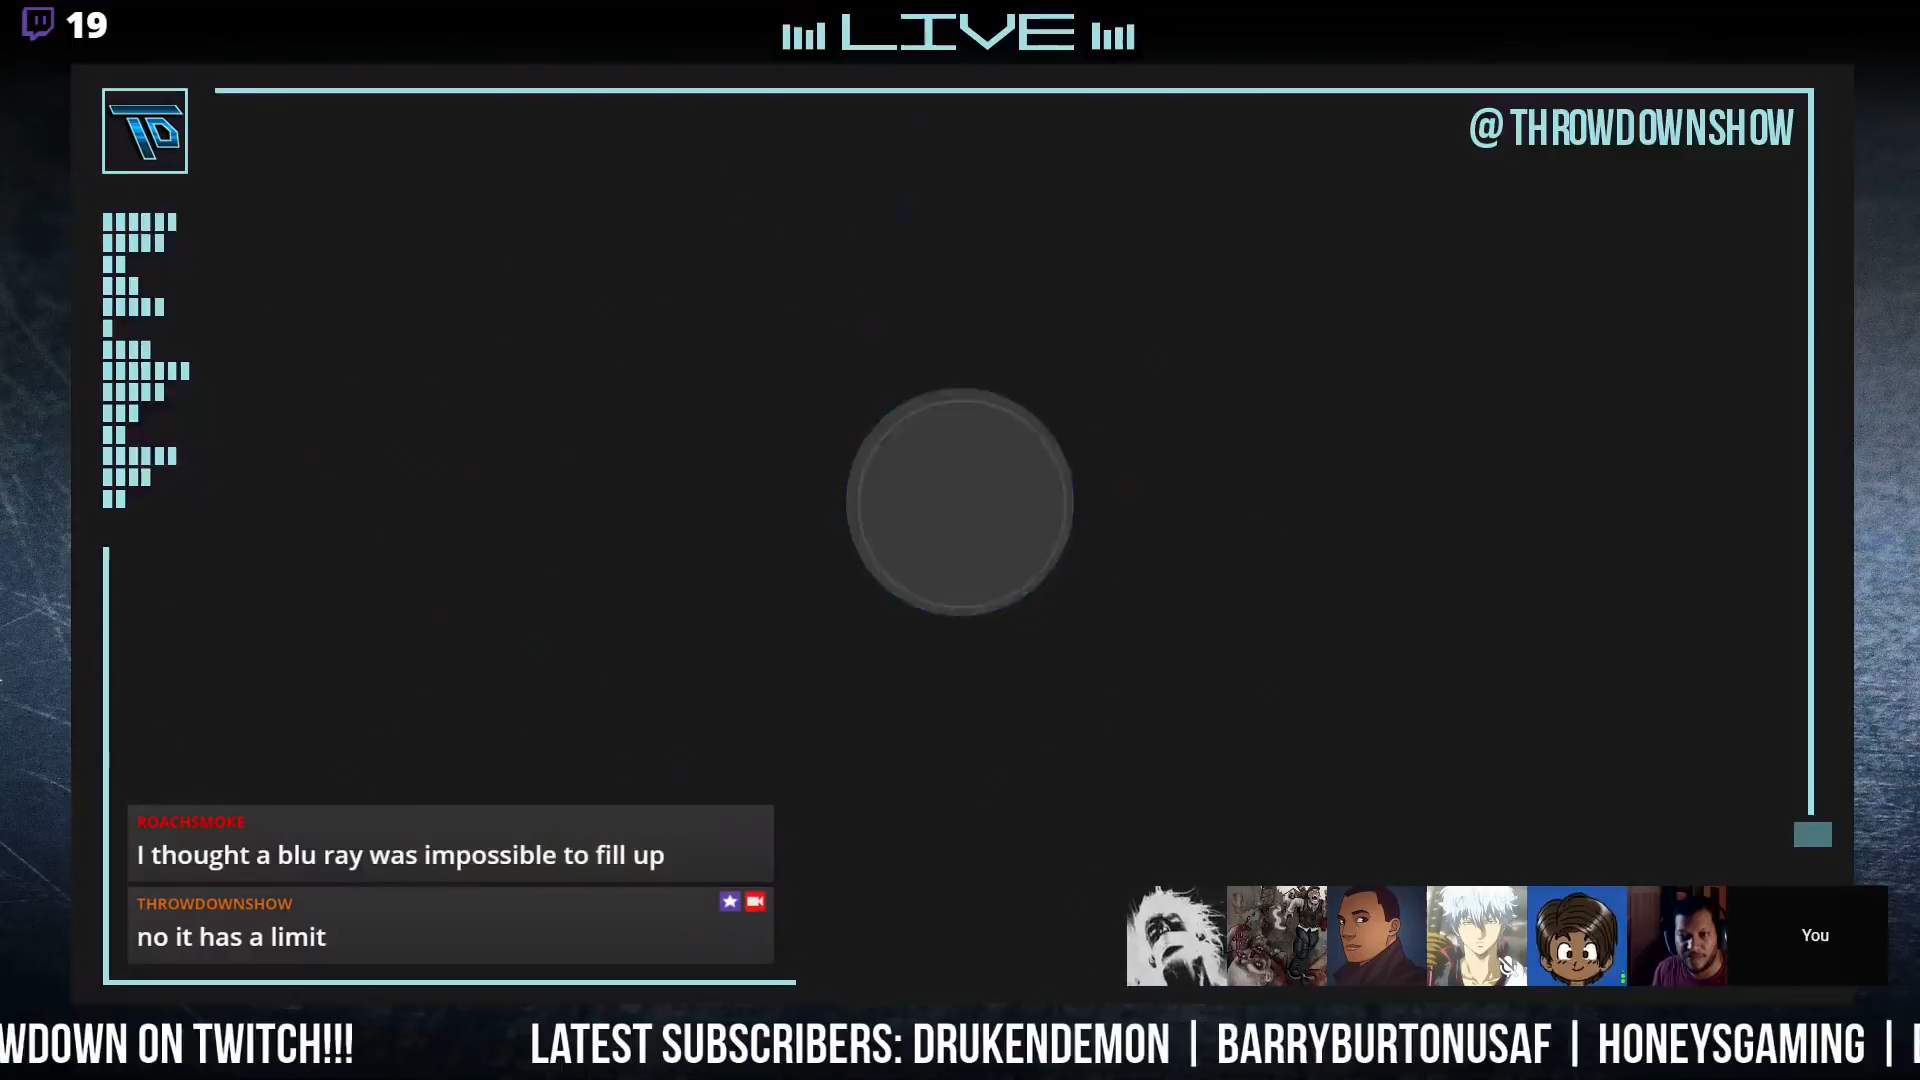 19
LIVE
TD
@THROWDOWNSHOW
ROACHSMOKE
I thought a blu ray was impossible to fill up
THROWDOWNSHOW
no it has a limit
You
WDOWN ON TWITCH!!! LATEST SUBSCRIBERS: DRUKENDEMON | BARRYBURTONUSAF | HONEYSGAMING |